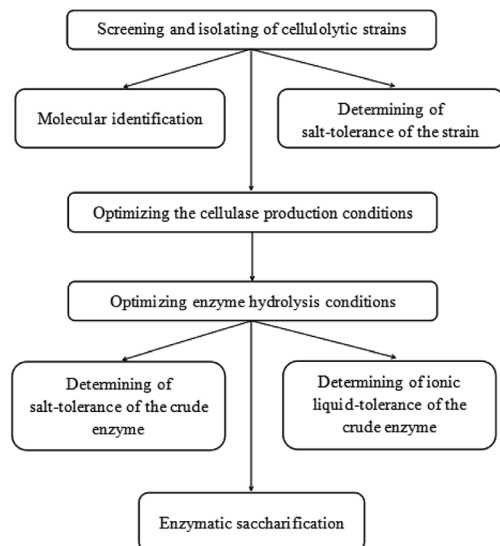 Screening and isolating of cellulolytic strains
Molecular identification
Determining of
salt-tolerance of the strain
Optimizing the cellulase production conditions
Optimizing enzyme hydrolysis conditions
Determining of
salt-tolerance of the crude
enzyme
Determining of ionic
liquid-tolerance of the
crude enzyme
Enzymatic saccharification